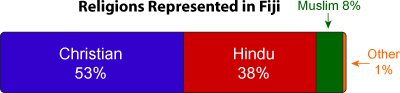 Religions Represented in Fiji
Muslim 8%
Christian
53%
Hindu
38%
Other
1%